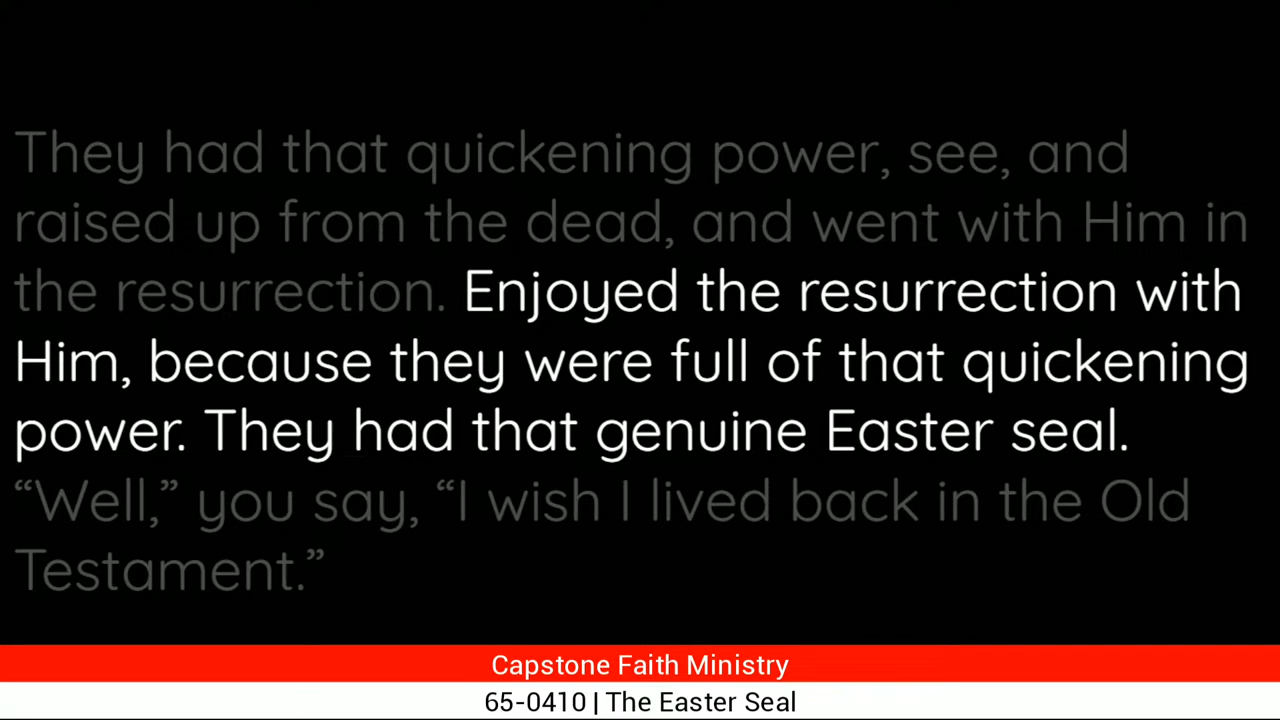 They had that quickening power, see, and
raised up from the dead, and went with Him in
the resurrection. Enjoyed the resurrection with
Him, because they were full of that quickening
power. They had that genuine Easter seal.
“Well,” you say, “I wish I lived back in the Old
Testament.”
Capstone Faith Ministry
65-0410 | The Easter Seal